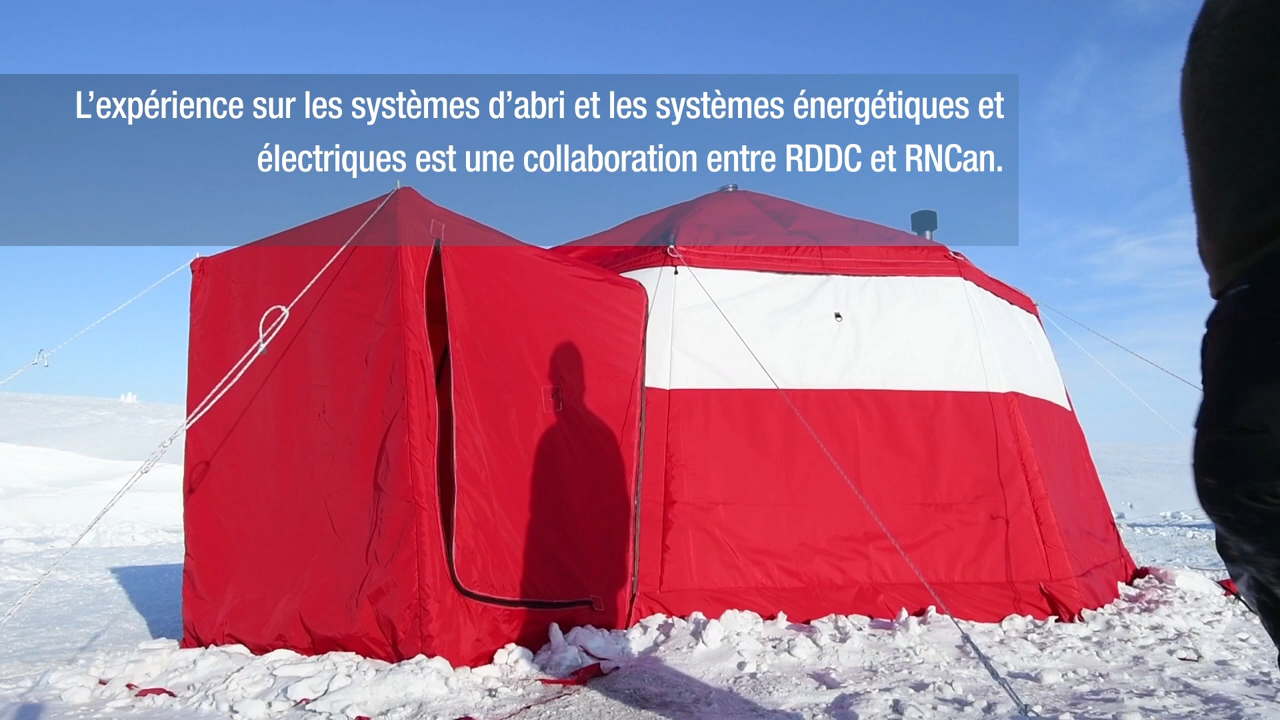 L’expérience sur les systèmes d’abri et les systèmes énergétiques et
électriques est une collaboration entre RDDC et RNCan.